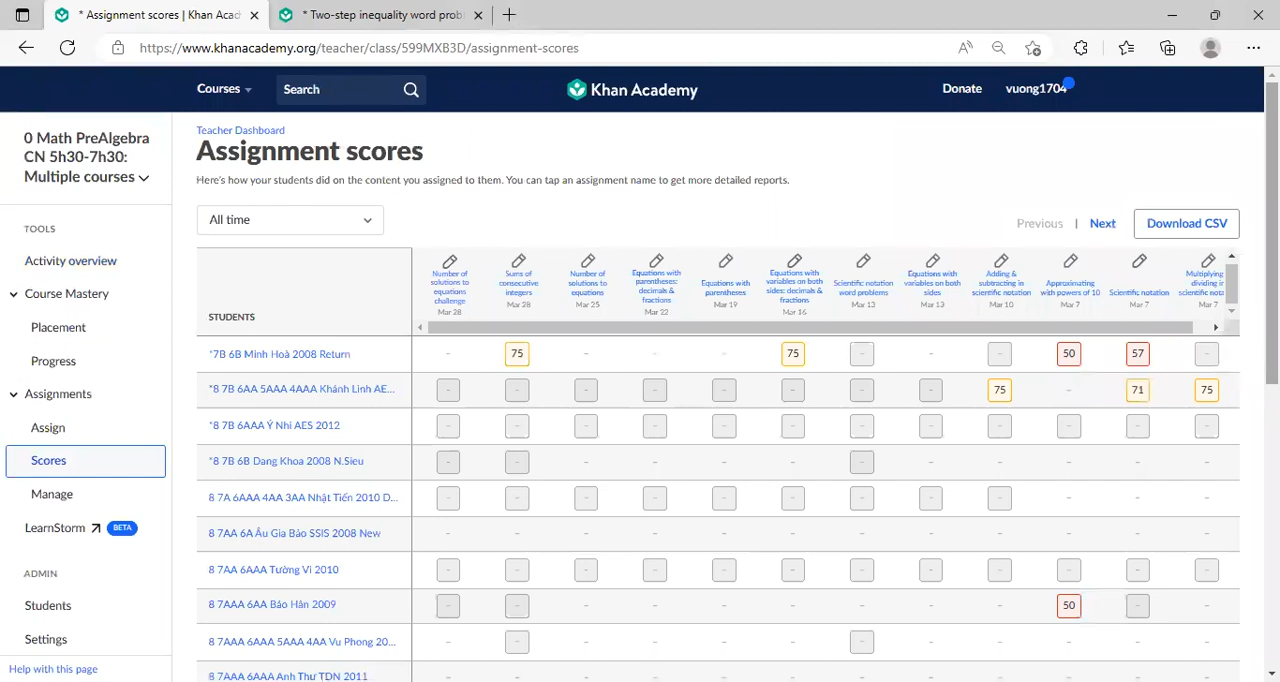 * Assignment scores | Khan Acad
* Two-step inequality word prob
https://www.khanacademy.org/teacher/class/599MXB3D/assignment-scores
Courses
Search
Khan Academy
Donate
vuong1704
0 Math PreAlgebra
CN 5h30-7h30:
Multiple courses
TOOLS
Activity overview
Course Mastery
Placement
Progress
Assignments
Assign
Scores
Manage
LearnStorm BETA
ADMIN
Students
Settings
Help with this page
Teacher Dashboard
Assignment scores
Here's how your students did on the content you assigned to them. You can tap an assignment name to get more detailed reports.
All time
Previous | Next
Download CSV
STUDENTS
Number of
solutions to
equations
challenge
Mar 28
Sums of
consecutive
integers
Mar 28
Number of
solutions to
equations
Mar 25
Equations with
parentheses:
decimals &
fractions
Mar 22
Equations with
parentheses
Mar 19
Equations with
variables on both
sides: decimals &
fractions
Mar 16
Scientific notation
word problems
Mar 12
Equations with
variables on both
sides
Mar 13
Adding &
subtracting in
scientific notation
Mar 10
Approximating
with powers of 10
Mar 7
Scientific notation
Mar 7
Multiplying
dividing in
scientific nota
Mar 7
*7B 6B Minh Hoà 2008 Return - 75 - - - 75 - - - 50 57 -
*8 7B 6AA 5AAA 4AAA Khánh Linh AE... - - - - - - - - 75 - 71 75
*8 7B 6AAA Ý Nhi AES 2012 - - - - - - - - - - - -
*8 7B 6B Dang Khoa 2008 N.Sieu - - - - - - - - - - - -
8 7A 6AAA 4AA 3AA Nhật Tiến 2010 D... - - - - - - - - - - - -
8 7AA 6A Âu Gia Bảo SSIS 2008 New - - - - - - - - - - - -
8 7AA 6AAA Tường Vi 2010 - - - - - - - - - - - -
8 7AAA 6AA Bảo Hân 2009 - - - - - - - - - 50 - -
8 7AAA 6AAA 5AAA 4AA Vu Phong 20... - - - - - - - - - - - -
8 7AAA 6AAA Anh Thư TDN 2011 - - - - - - - - - - - -